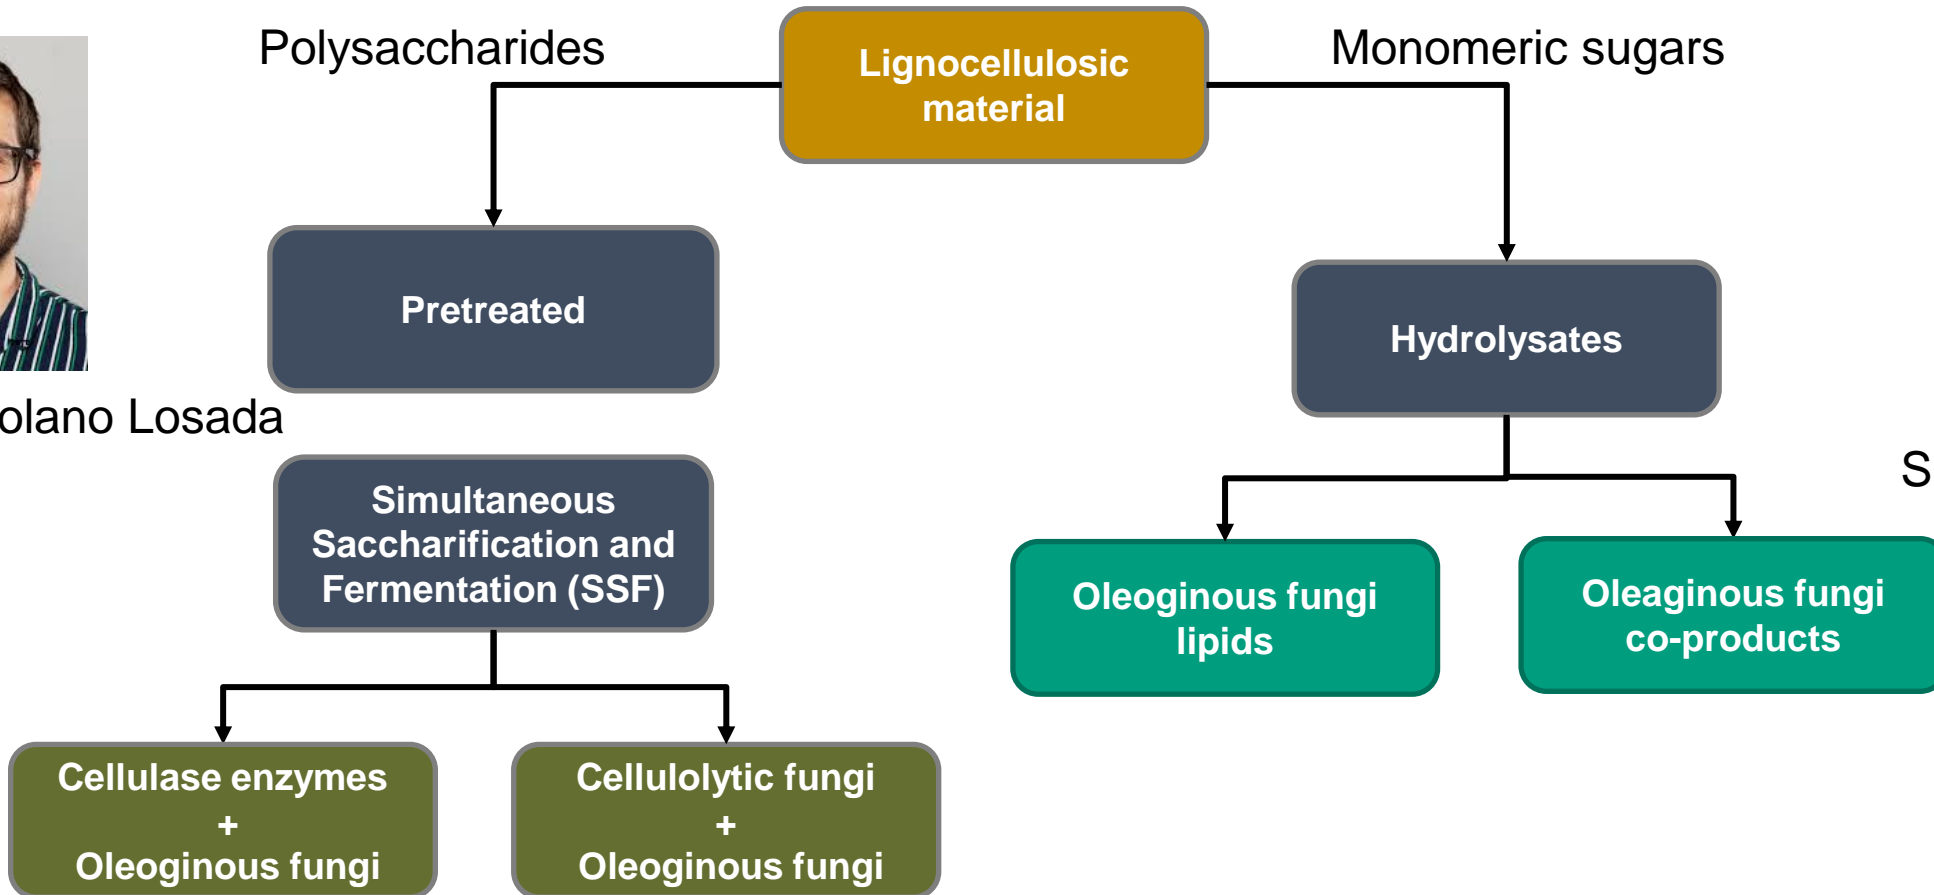 Polysaccharides
Lignocellulosic
material
Monomeric sugars
Pretreated
Hydrolysates
olano Losada
Simultaneous
Saccharification and
Fermentation (SSF)
S
Oleoginous fungi
lipids
Oleaginous fungi
co-products
Cellulase enzymes
+
Oleoginous fungi
Cellulolytic fungi
+
Oleoginous fungi